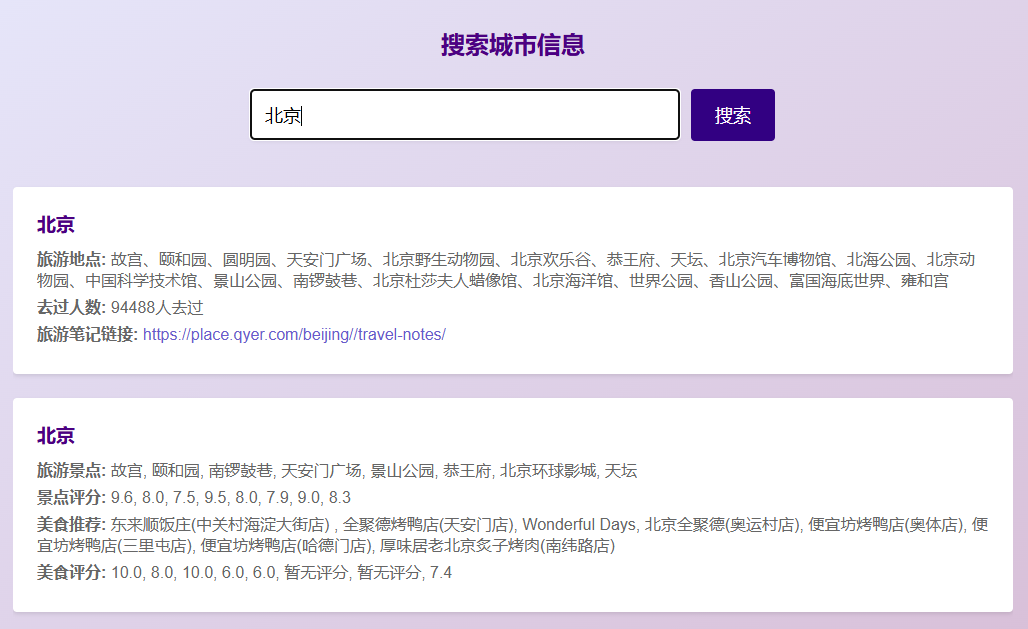 搜索城市信息
北京
搜索
北京
旅游地点: 故宫、颐和园、圆明园、天安门广场、北京野生动物园、北京欢乐谷、恭王府、天坛、北京汽车博物馆、北海公园、北京动
物园、中国科学技术馆、景山公园、南锣鼓巷、北京杜莎夫人蜡像馆、北京海洋馆、世界公园、香山公园、富国海底世界、雍和宫
去过人数: 94488人去过
旅游笔记链接: https://place.qyer.com/beijing//travel-notes/
北京
旅游景点: 故宫, 颐和园, 南锣鼓巷, 天安门广场, 景山公园, 恭王府, 北京环球影城, 天坛
景点评分: 9.6, 8.0, 7.5, 9.5, 8.0, 7.9, 9.0, 8.3
美食推荐: 东来顺饭庄(中关村海淀大街店) , 全聚德烤鸭店(天安门店), Wonderful Days, 北京全聚德(奥运村店), 便宜坊烤鸭店(奥体店), 便
宜坊烤鸭店(三里屯店), 便宜坊烤鸭店(哈德门店), 厚味居老北京炙子烤肉(南纬路店)
美食评分: 10.0, 8.0, 10.0, 6.0, 6.0, 暂无评分, 暂无评分, 7.4